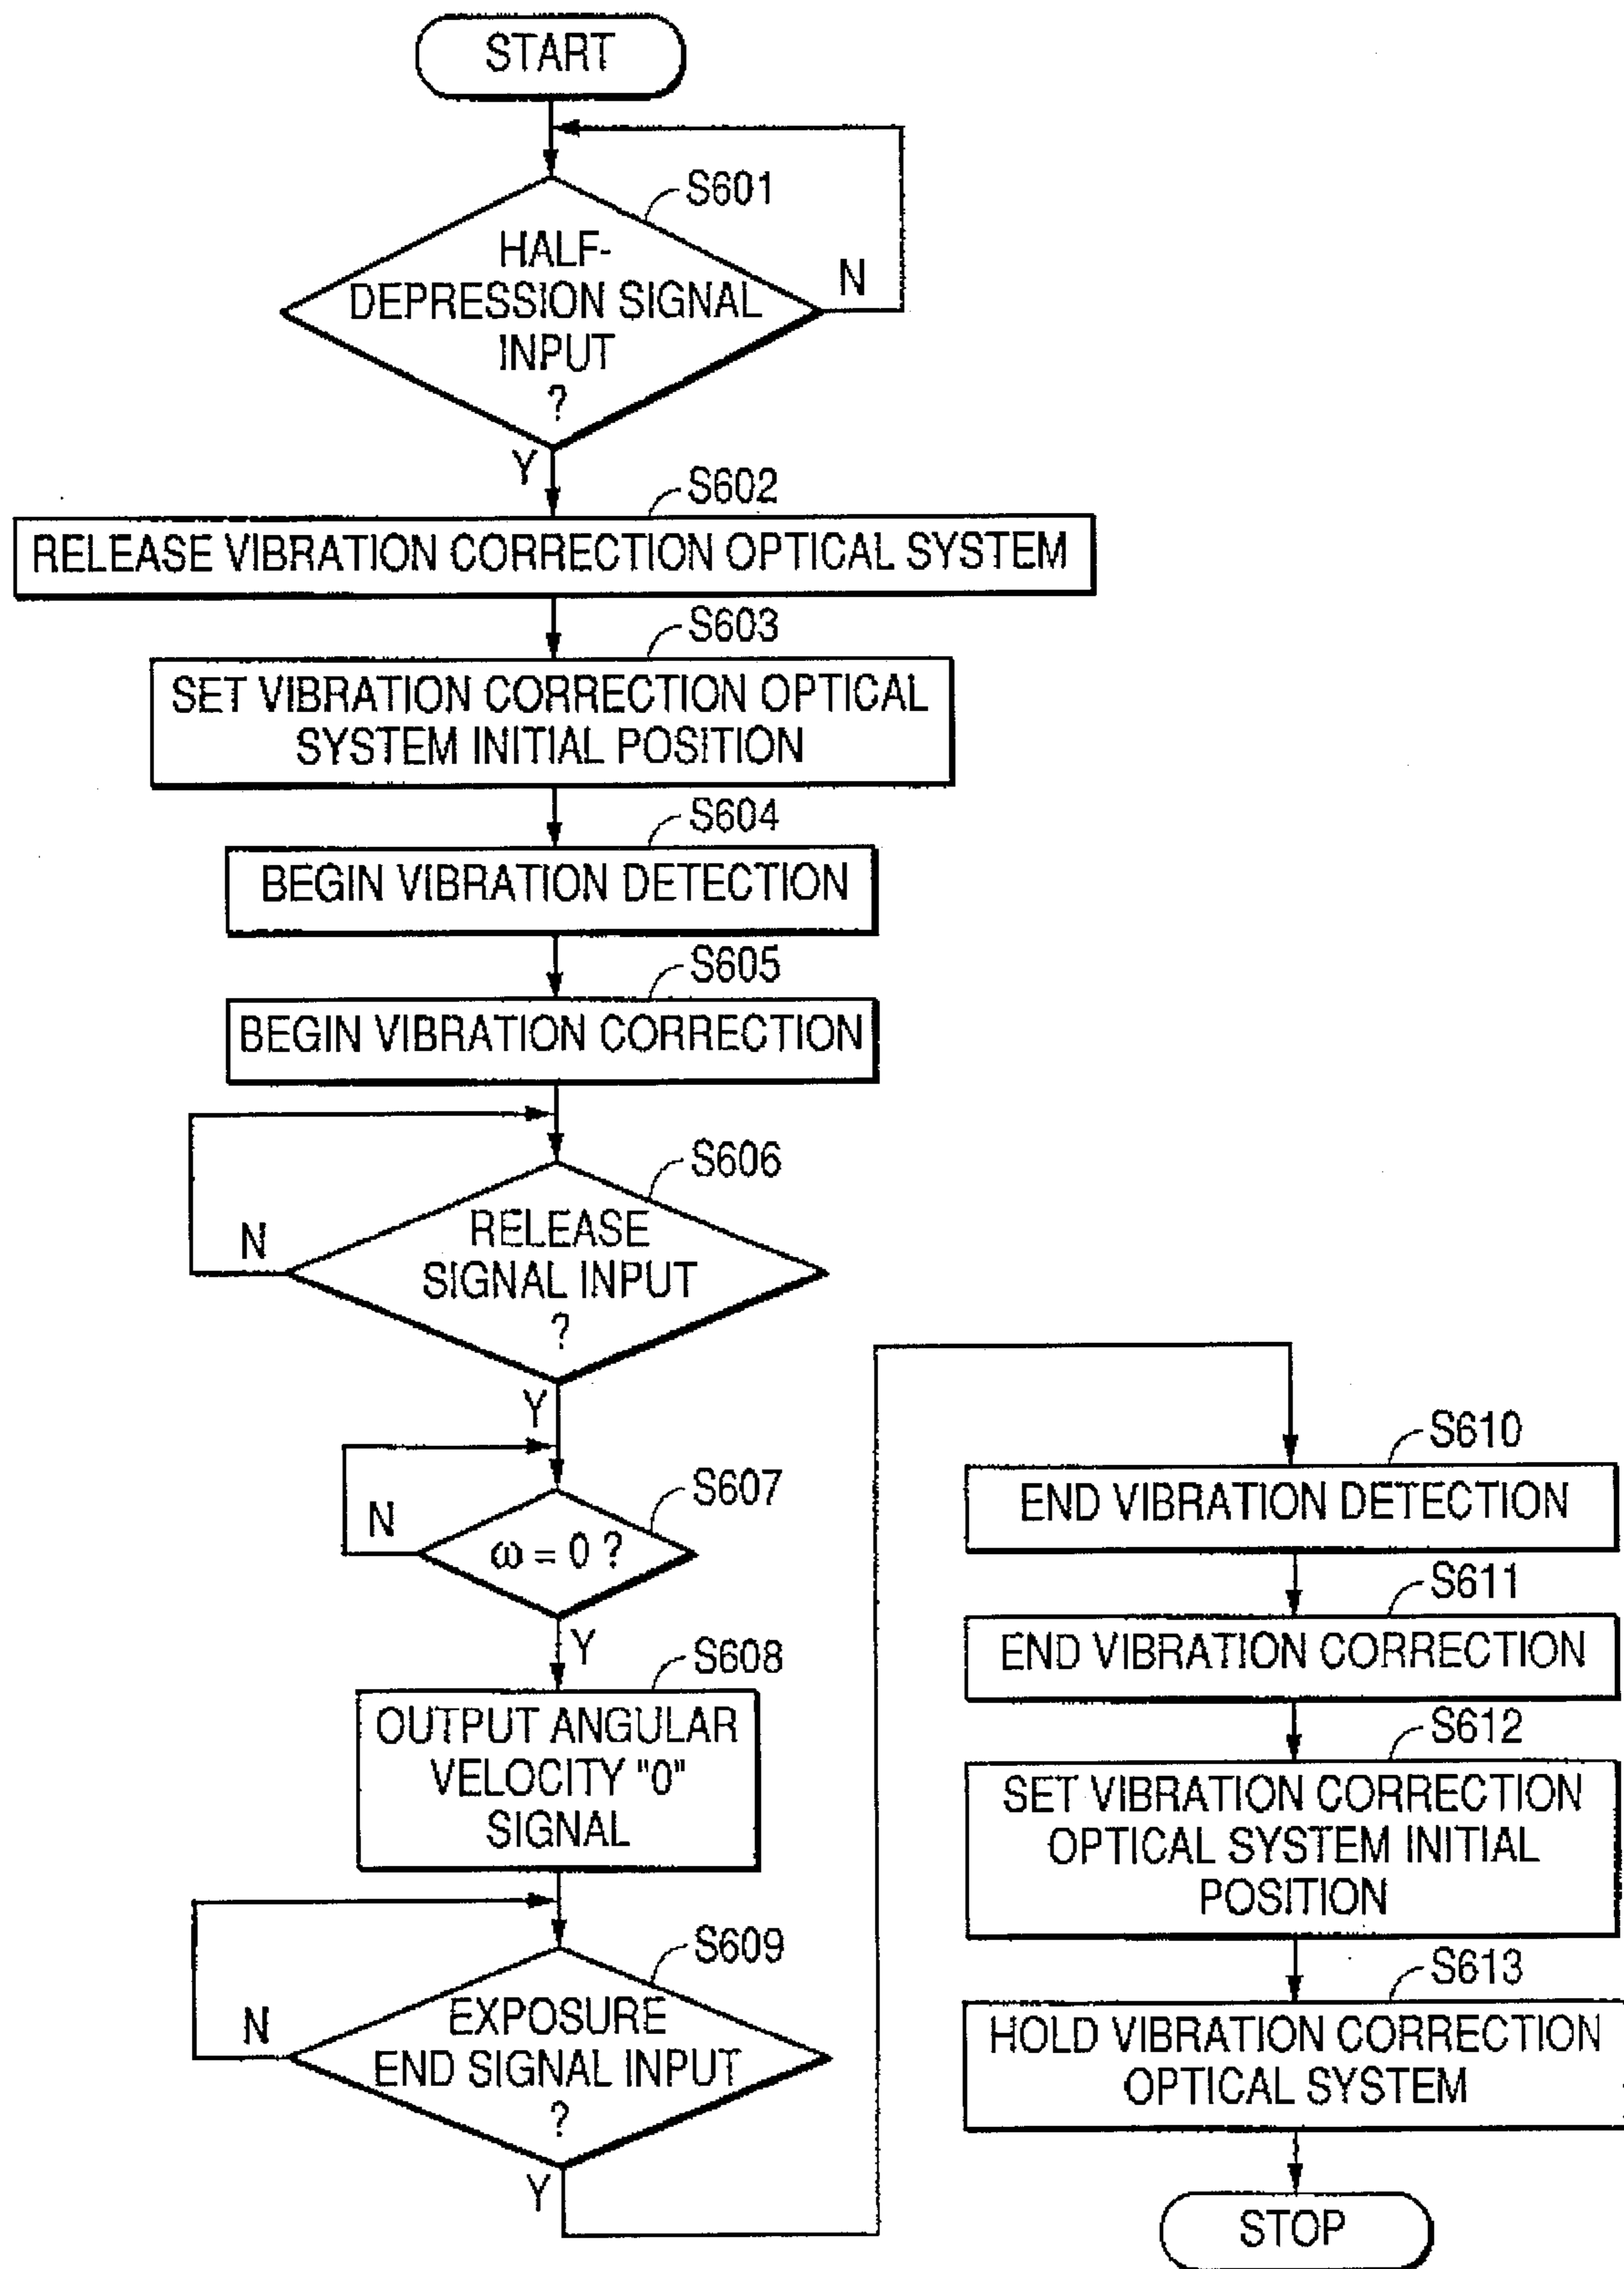 START
S601
HALF-
DEPRESSION SIGNAL
INPUT
?
N
Y
S602
RELEASE VIBRATION CORRECTION OPTICAL SYSTEM
S603
SET VIBRATION CORRECTION OPTICAL
SYSTEM INITIAL POSITION
S604
BEGIN VIBRATION DETECTION
S605
BEGIN VIBRATION CORRECTION
S606
RELEASE
SIGNAL INPUT
?
N
Y
S607
ω = 0 ?
N
Y
S608
OUTPUT ANGULAR
VELOCITY "0"
SIGNAL
S609
EXPOSURE
END SIGNAL INPUT
?
N
Y
S610
END VIBRATION DETECTION
S611
END VIBRATION CORRECTION
S612
SET VIBRATION CORRECTION
OPTICAL SYSTEM INITIAL
POSITION
S613
HOLD VIBRATION CORRECTION
OPTICAL SYSTEM
STOP